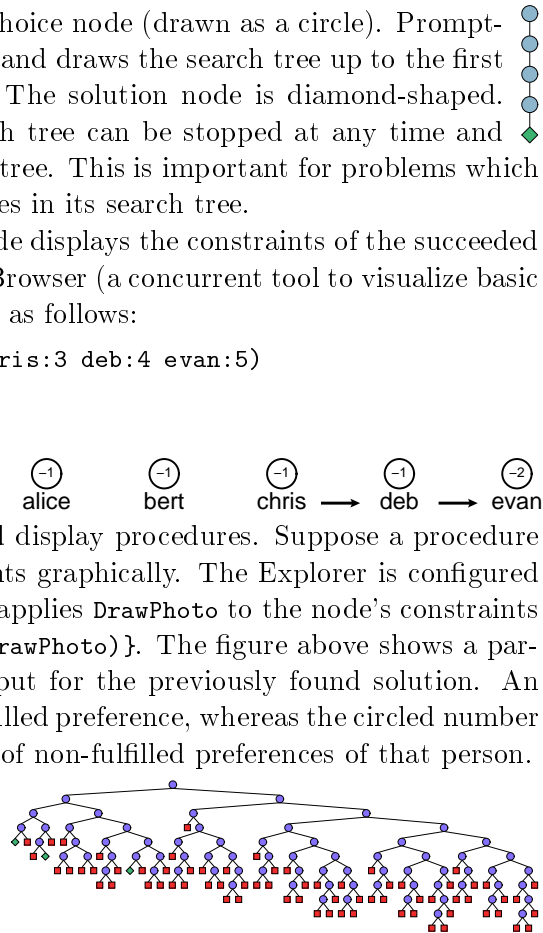 hoice node (drawn as a circle). Prompt-
and draws the search tree up to the first
The solution node is diamond-shaped.
h tree can be stopped at any time and
tree. This is important for problems which
es in its search tree.
de displays the constraints of the succeeded
Browser (a concurrent tool to visualize basic
as follows:
ris:3 deb:4 evan:5)
−1 −1 −1 −1 −2
alice bert chris deb evan
l display procedures. Suppose a procedure
nts graphically. The Explorer is configured
applies DrawPhoto to the node's constraints
rawPhoto)}. The figure above shows a par-
put for the previously found solution. An
illed preference, whereas the circled number
of non-fulfilled preferences of that person.